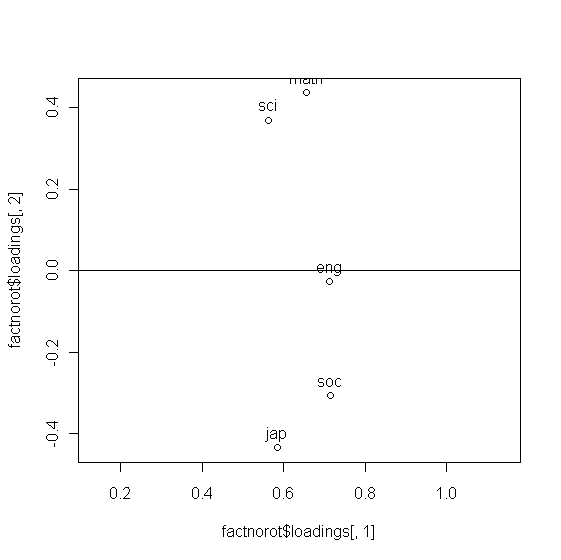 math
sci
eng
soc
jap
0.4
0.2
0.0
-0.2
-0.4
factnorot$loadings[, 2]
0.2 0.4 0.6 0.8 1.0
factnorot$loadings[, 1]